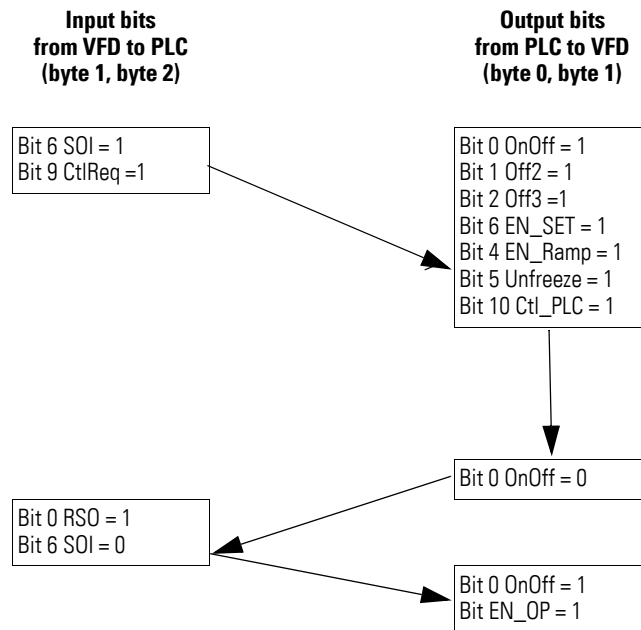 Input bits
from VFD to PLC
(byte 1, byte 2)
Output bits
from PLC to VFD
(byte 0, byte 1)
Bit 6 SOI = 1
Bit 9 CtlReq =1
Bit 0 OnOff = 1
Bit 1 Off2 = 1
Bit 2 Off3 =1
Bit 6 EN_SET = 1
Bit 4 EN_Ramp = 1
Bit 5 Unfreeze = 1
Bit 10 Ctl_PLC = 1
Bit 0 OnOff = 0
Bit 0 RSO = 1
Bit 6 SOI = 0
Bit 0 OnOff = 1
Bit EN_OP = 1